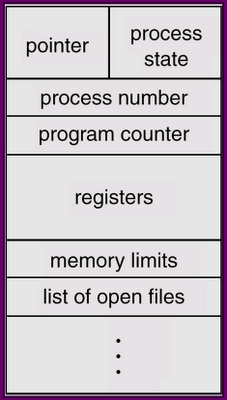 pointer
process
state
process number
program counter
registers
memory limits
list of open files